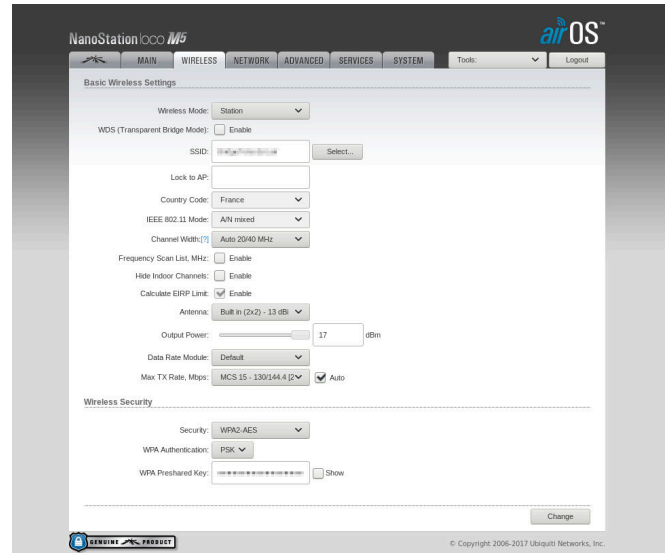 NanoStation loco M5
airOS™
MAIN WIRELESS NETWORK ADVANCED SERVICES SYSTEM Tools: Logout
Basic Wireless Settings
Wireless Mode: Station
WDS (Transparent Bridge Mode): Enable
SSID: Select...
Lock to AP:
Country Code: France
IEEE 802.11 Mode: A/N mixed
Channel Width:[?] Auto 20/40 MHz
Frequency Scan List, MHz: Enable
Hide Indoor Channels: Enable
Calculate EIRP Limit: Enable
Antenna: Built in (2x2) - 13 dBi
Output Power: 17 dBm
Data Rate Module: Default
Max TX Rate, Mbps: MCS 15 - 130/144.4 [2 Auto
Wireless Security
Security: WPA2-AES
WPA Authentication: PSK
WPA Preshared Key: Show
Change
GENUINE PRODUCT
© Copyright 2006-2017 Ubiquiti Networks, Inc.